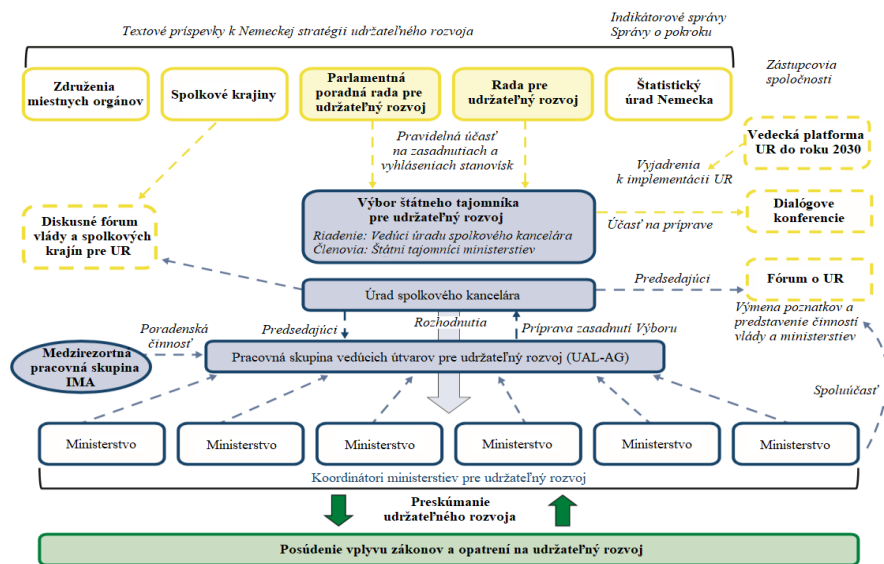 Textové príspevky k Nemeckej stratégii udržateľného rozvoja
Indikátorové správy
Správy o pokroku
Združenia
miestnych orgánov
Spolkové krajiny
Parlamentná
poradná rada pre
udržateľný rozvoj
Rada pre
udržateľný rozvoj
Štatistický
úrad Nemecka
Zástupcovia
spoločnosti
Vedecká platforma
UR do roku 2030
Pravidelná účasť
na zasadnutiach a
vyhláseniach stanovísk
Vyjadrenia
k implementácii UR
Diskusné fórum
vlády a spolkových
krajín pre UR
Výbor štátneho tajomníka
pre udržateľný rozvoj
Riadenie: Vedúci úradu spolkového kancelára
Členovia: Štátni tajomníci ministerstiev
Účasť na príprave
Dialógove
konferencie
Úrad spolkového kancelára
Predsedajúci
Fórum o UR
Výmena poznatkov a
predstavenie činností
vlády a ministerstiev
Poradenská
činnosť
Predsedajúci
Rozhodnutia
Príprava zasadnutí Výboru
Medzirezortná
pracovná skupina
IMA
Pracovná skupina vedúcich útvarov pre udržateľný rozvoj (UAL-AG)
Spoluúčasť
Ministerstvo
Ministerstvo
Ministerstvo
Ministerstvo
Ministerstvo
Ministerstvo
Koordinátori ministerstiev pre udržateľný rozvoj
Preskúmanie
udržateľného rozvoja
Posúdenie vplyvu zákonov a opatrení na udržateľný rozvoj